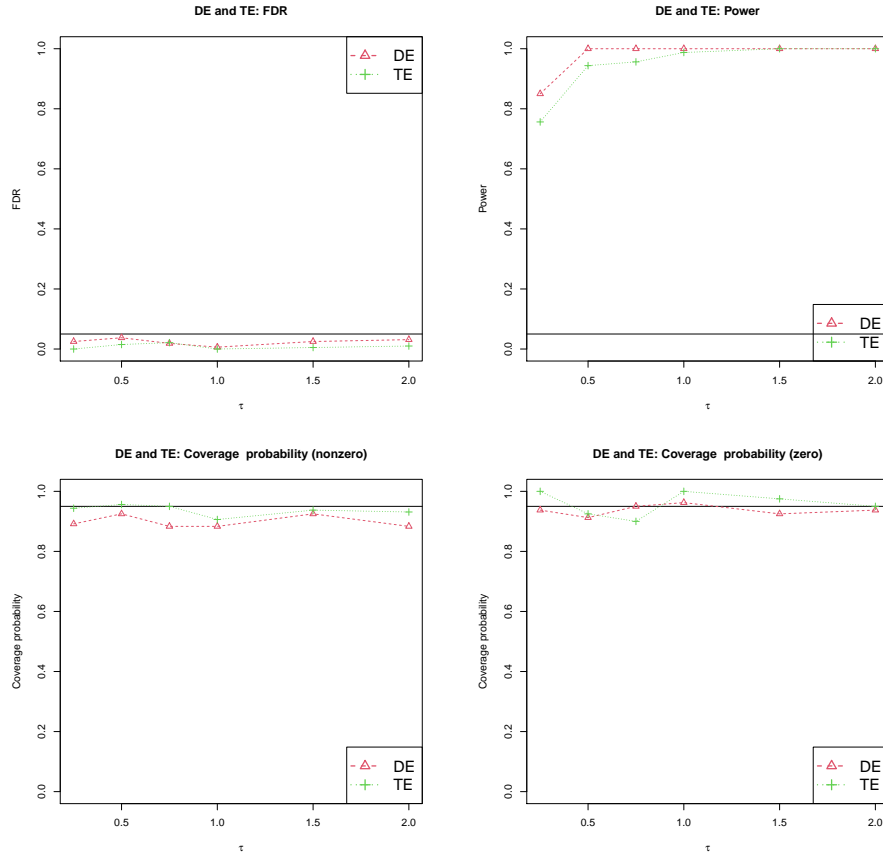 DE and TE: FDR
FDR
0.0 0.2 0.4 0.6 0.8 1.0
0.5 1.0 1.5 2.0
τ
DE
TE
DE and TE: Power
Power
0.0 0.2 0.4 0.6 0.8 1.0
0.5 1.0 1.5 2.0
τ
DE
TE
DE and TE: Coverage probability (nonzero)
Coverage probability
0.0 0.2 0.4 0.6 0.8 1.0
0.5 1.0 1.5 2.0
τ
DE
TE
DE and TE: Coverage probability (zero)
Coverage probability
0.0 0.2 0.4 0.6 0.8 1.0
0.5 1.0 1.5 2.0
τ
DE
TE